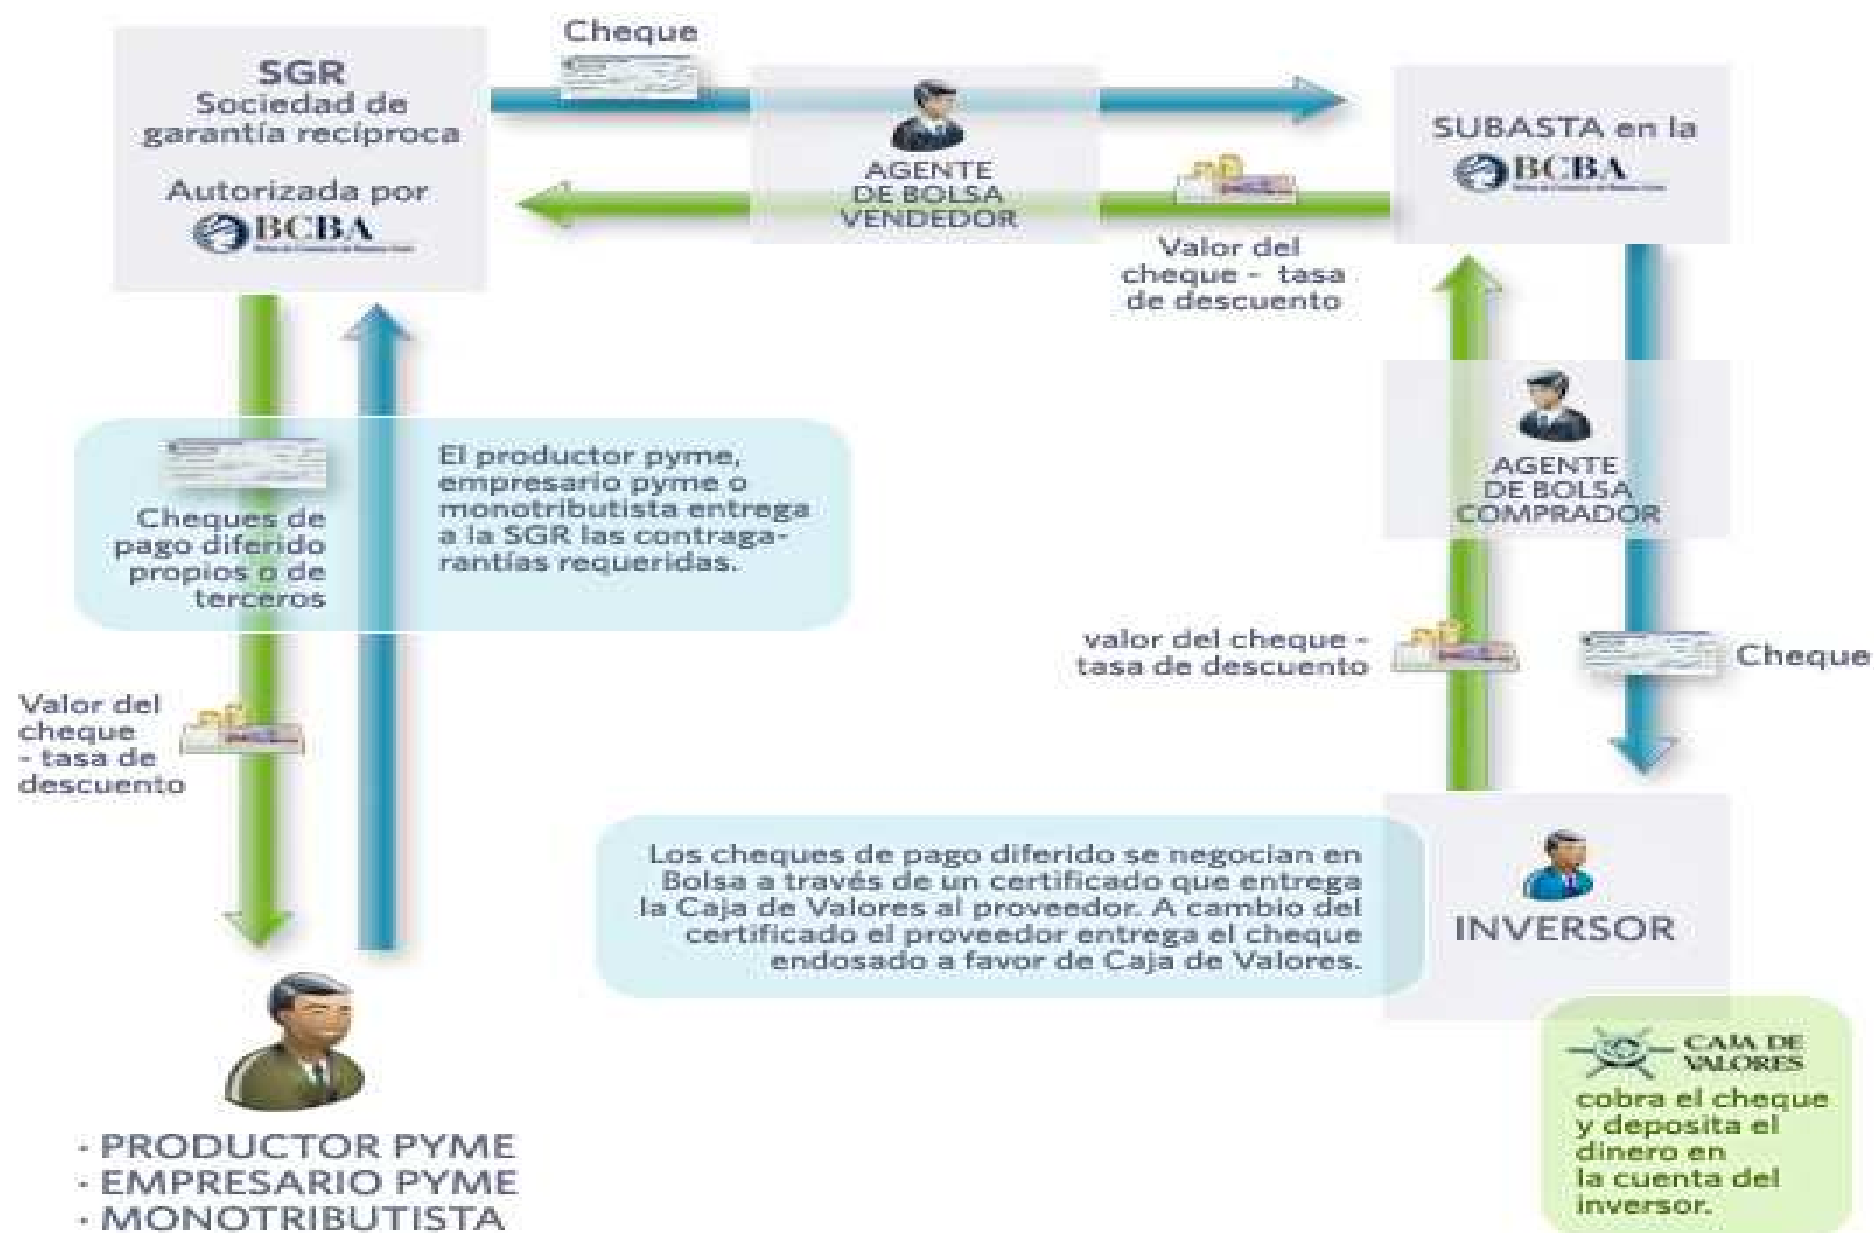 Cheque
SGR
Sociedad de
garantía recíproca
Autorizada por
BCBA
AGENTE
DE BOLSA
VENDEDOR
SUBASTA en la
BCBA
Valor del
cheque - tasa
de descuento
AGENTE
DE BOLSA
COMPRADOR
Cheques de
pago diferido
propios o de
terceros
El productor pyme,
empresario pyme o
monotributista entrega
a la SGR las contraga-
rantías requeridas.
valor del cheque -
tasa de descuento
Cheque
Valor del
cheque
- tasa de
descuento
Los cheques de pago diferido se negocian en
Bolsa a través de un certificado que entrega
la Caja de Valores al proveedor. A cambio del
certificado el proveedor entrega el cheque
endosado a favor de Caja de Valores.
INVERSOR
CAJA DE
VALORES
cobra el cheque
y deposita el
dinero en
la cuenta del
inversor.
· PRODUCTOR PYME
· EMPRESARIO PYME
· MONOTRIBUTISTA